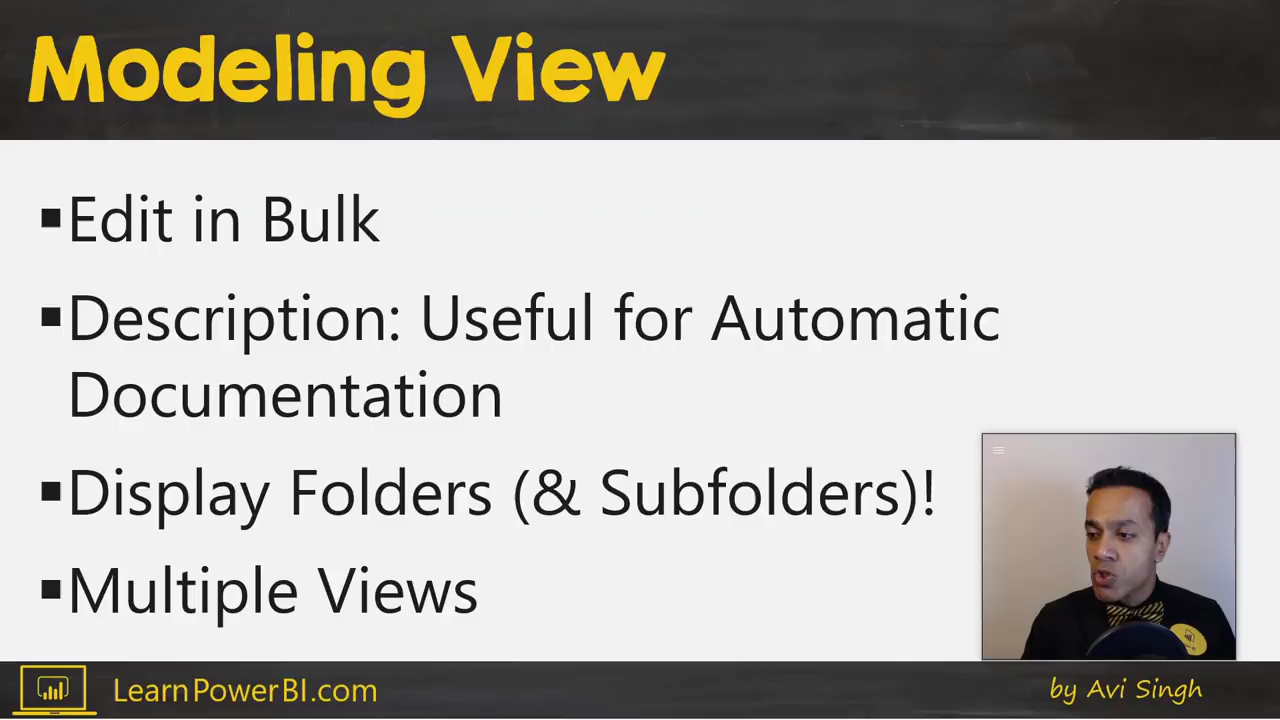 Modeling View
▪Edit in Bulk
▪Description: Useful for Automatic
Documentation
▪Display Folders (& Subfolders)!
▪Multiple Views
LearnPowerBI.com
by Avi Singh